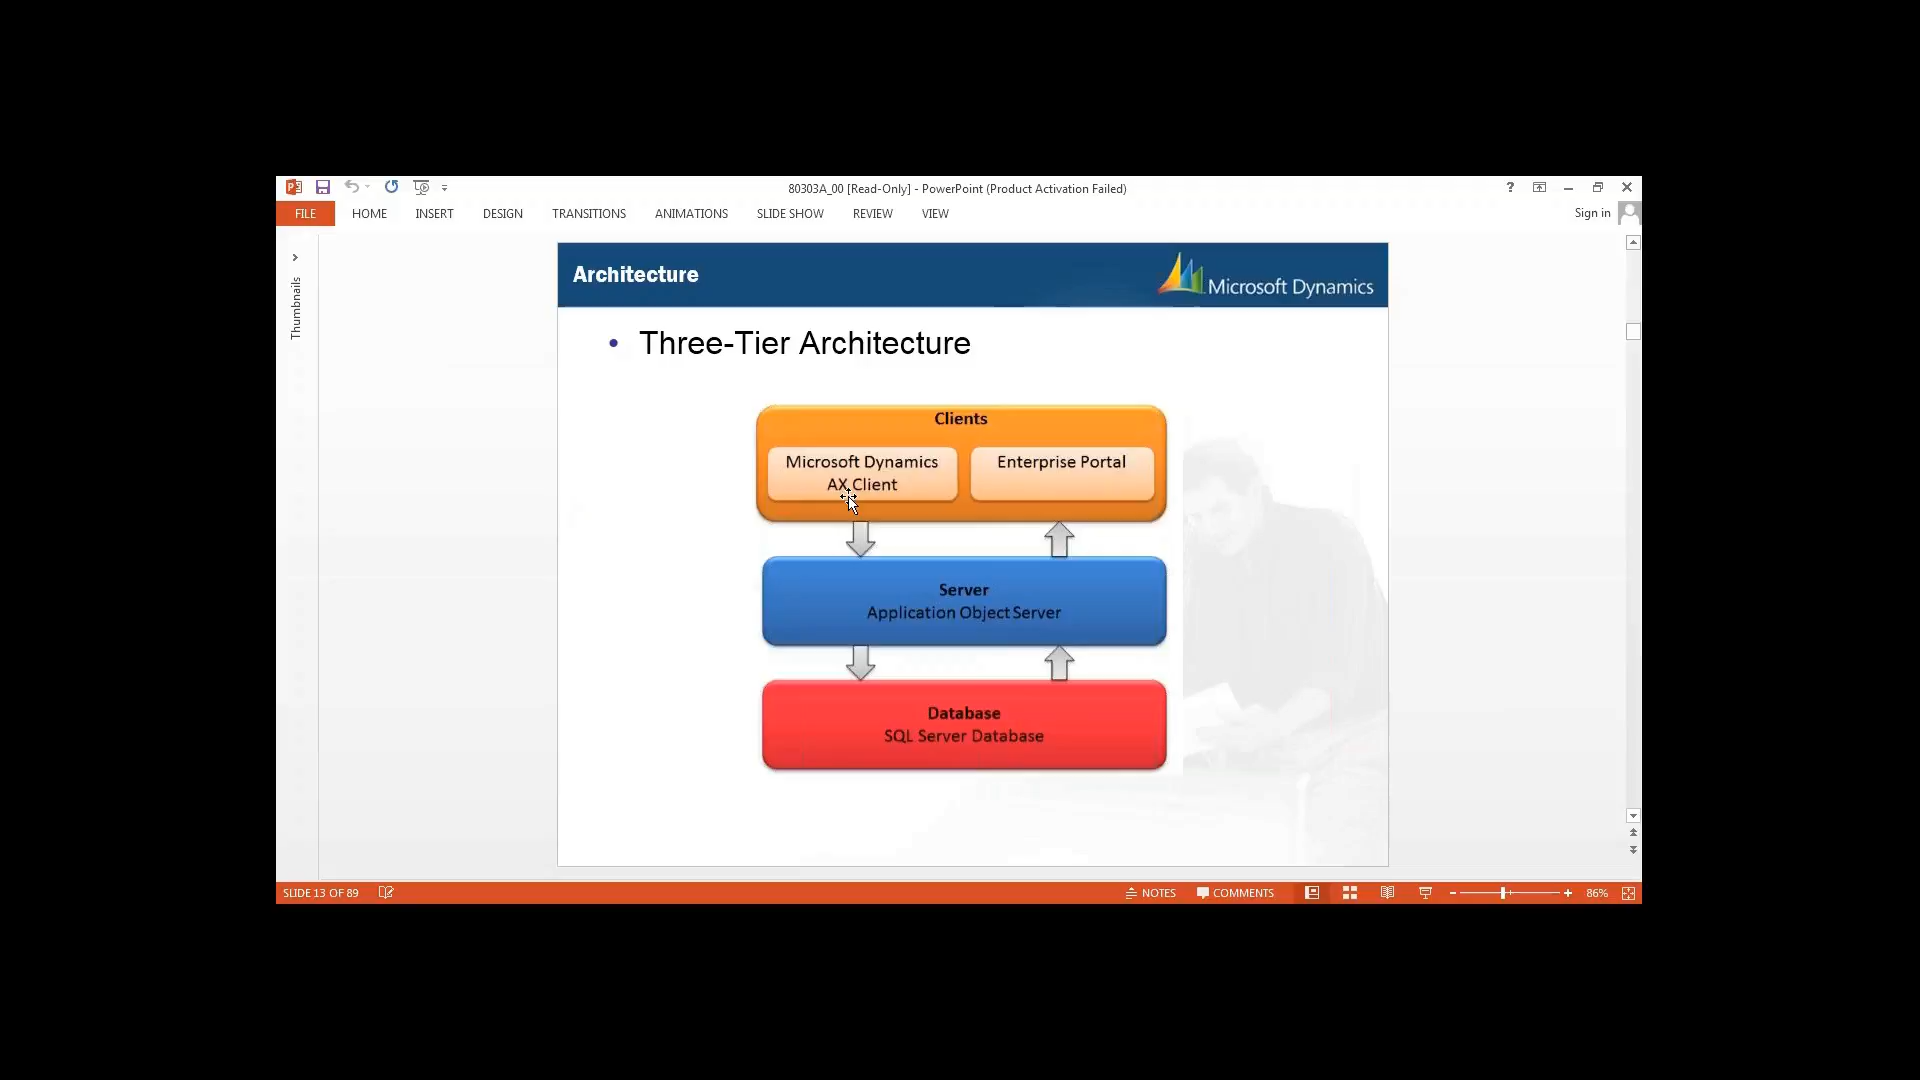 80303A_00 [Read-Only] - PowerPoint (Product Activation Failed)
FILE HOME INSERT DESIGN TRANSITIONS ANIMATIONS SLIDE SHOW REVIEW VIEW Sign in
Thumbnails
Architecture
Microsoft Dynamics
• Three-Tier Architecture
Clients
Microsoft Dynamics
AX Client
Enterprise Portal
Server
Application Object Server
Database
SQL Server Database
SLIDE 13 OF 89 NOTES COMMENTS 86%